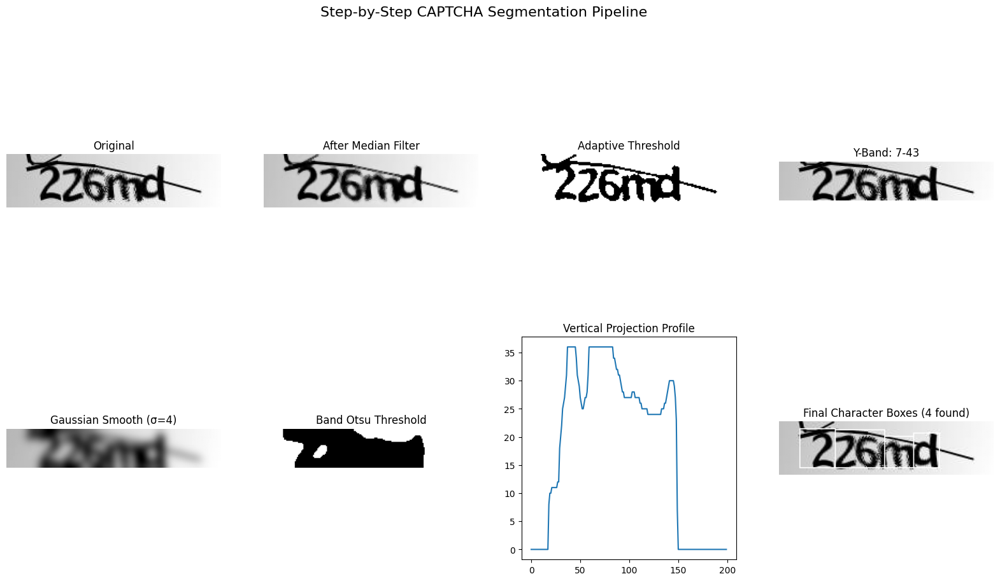 Step-by-Step CAPTCHA Segmentation Pipeline
Original
After Median Filter
Adaptive Threshold
Y-Band: 7-43
226md
226md
226md
226md
Gaussian Smooth (σ=4)
Band Otsu Threshold
Vertical Projection Profile
Final Character Boxes (4 found)
35
30
25
20
15
10
5
0
0 50 100 150 200
226md